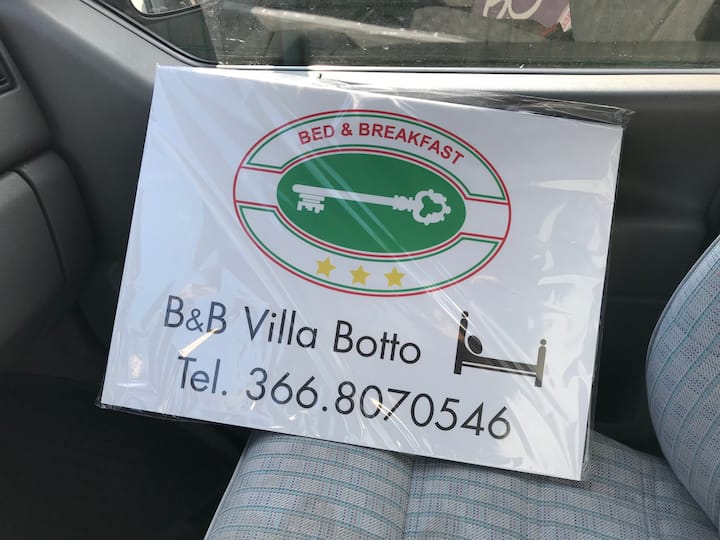 BED & BREAKFAST
B&B Villa Botto
Tel. 366.8070546